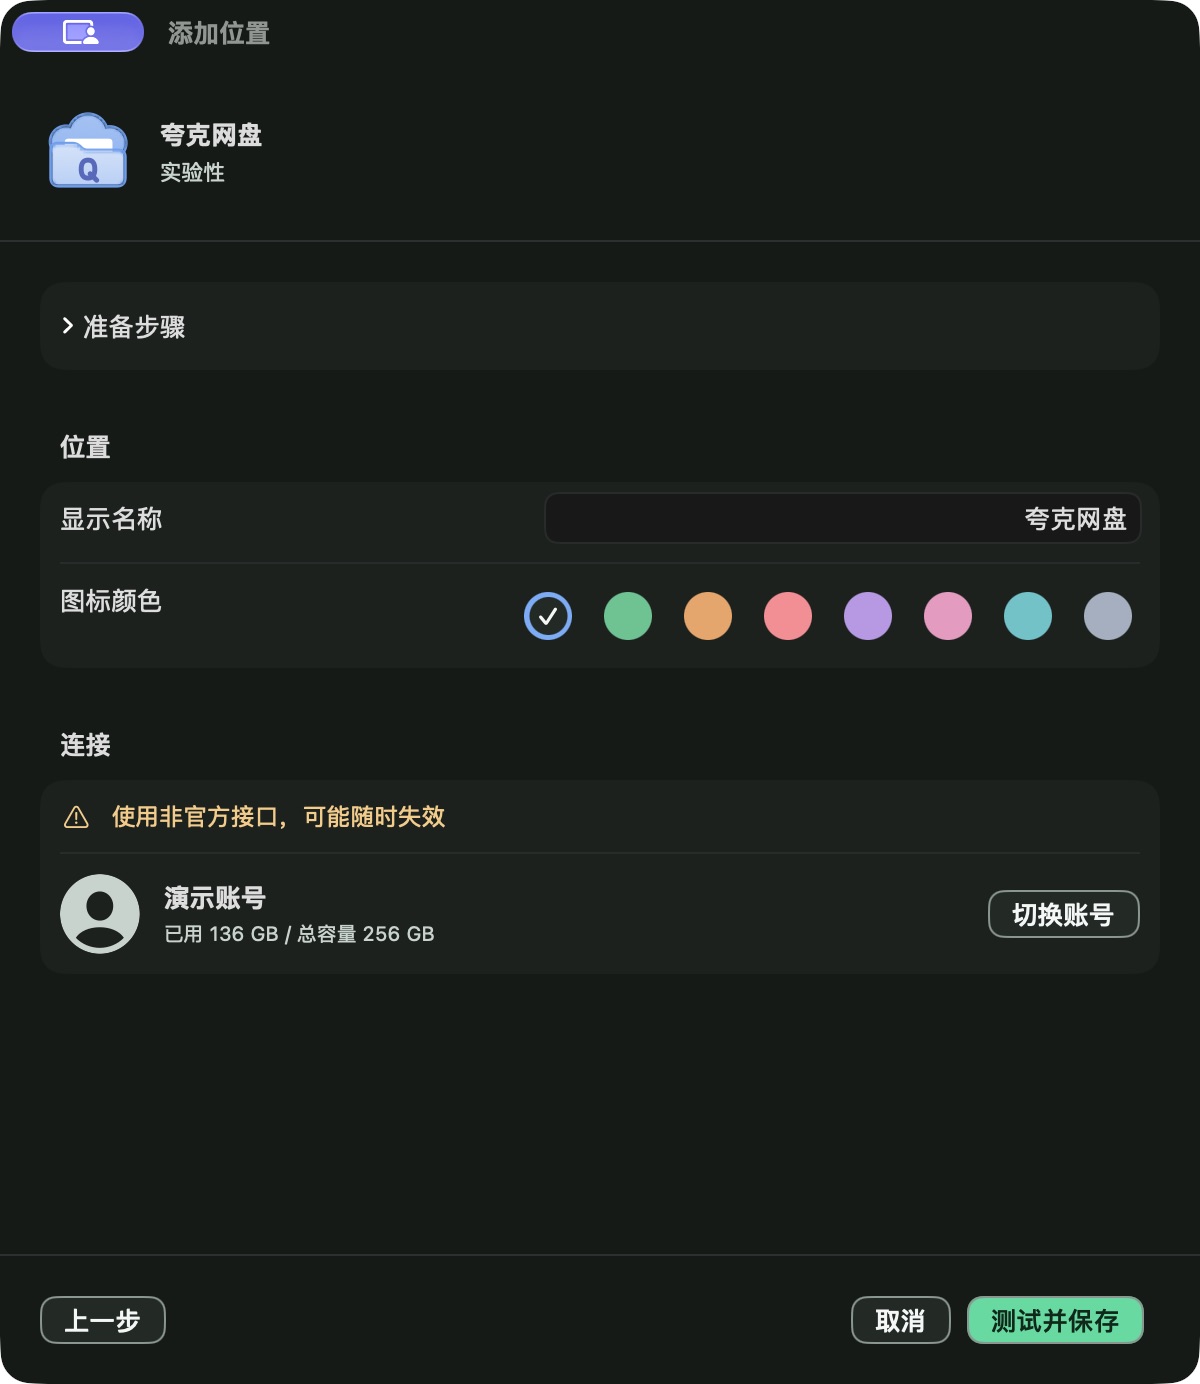 添加位置
夸克网盘
实验性
Q
准备步骤
位置
显示名称
夸克网盘
图标颜色
连接
使用非官方接口，可能随时失效
演示账号
已用 136 GB / 总容量 256 GB
切换账号
上一步
取消
测试并保存